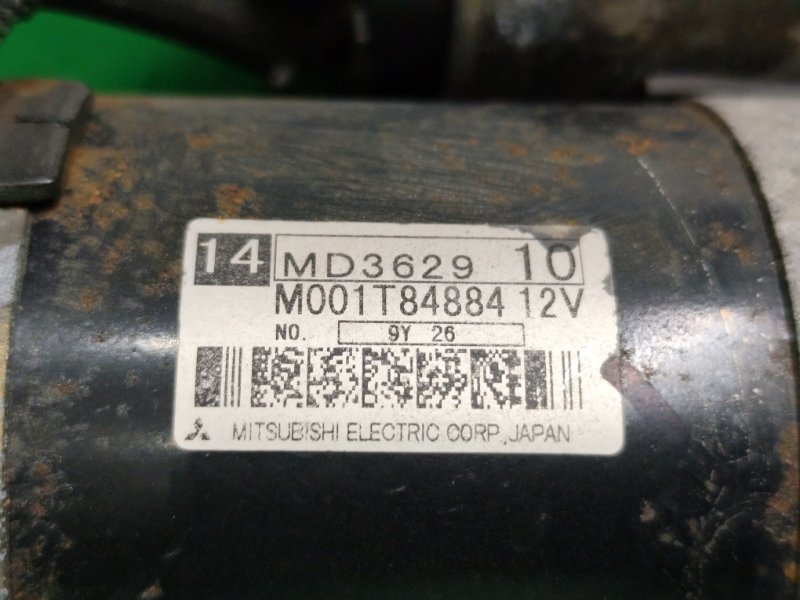 14 MD3629 10
M001T84884 12V
NO. 9Y 26
MITSUBISHI ELECTRIC CORP. JAPAN